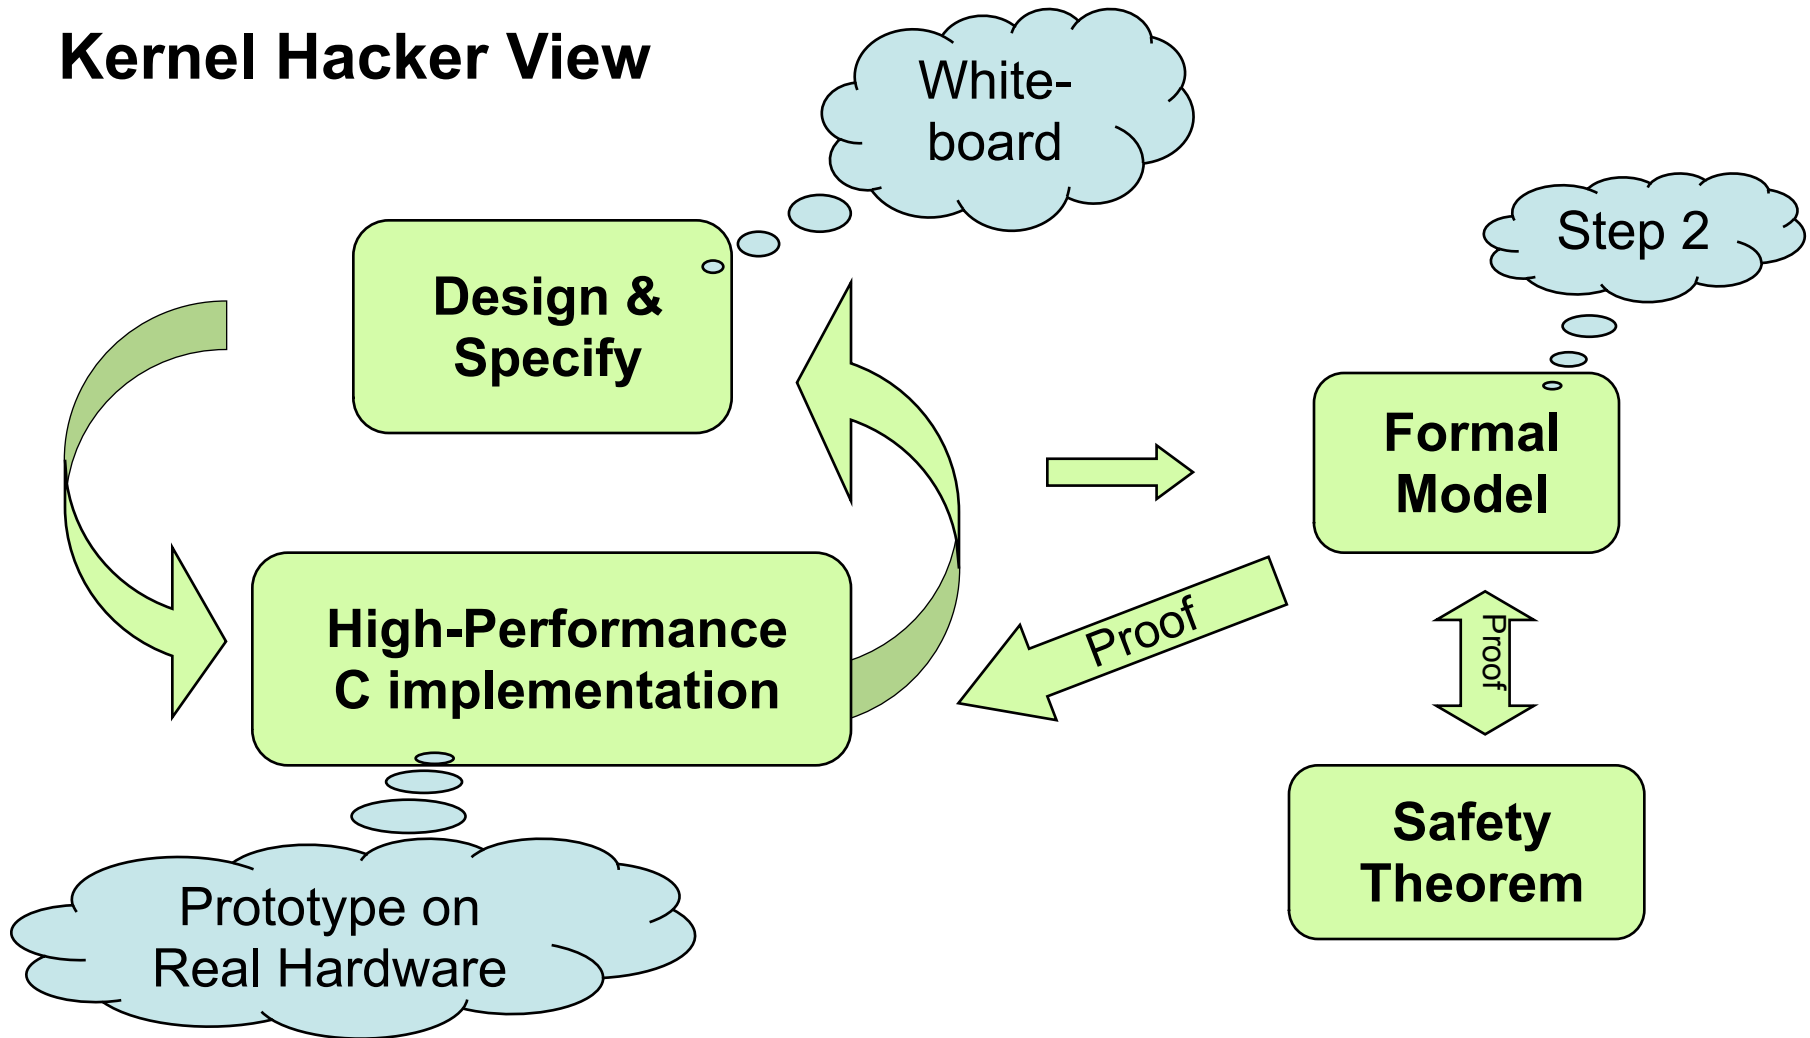 Kernel Hacker View
White-
board
Step 2
Design &
Specify
Formal
Model
High-Performance
C implementation
Proof
Proof
Safety
Theorem
Prototype on
Real Hardware